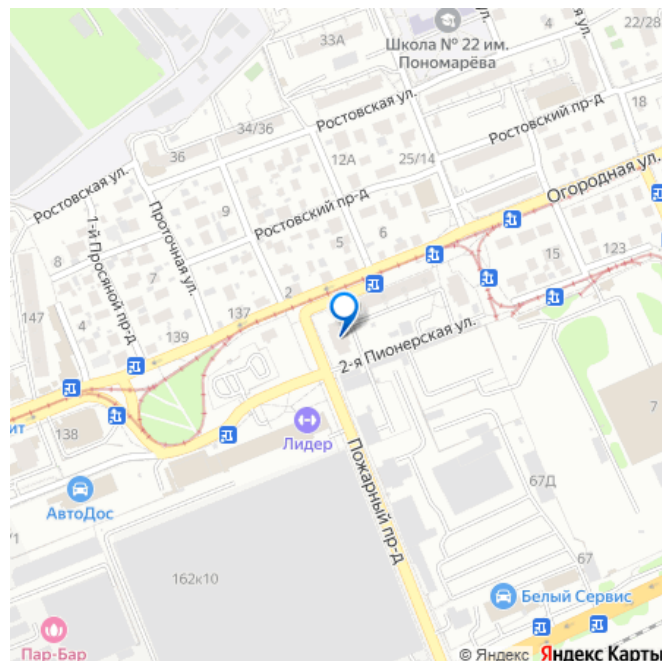 22/28
33А
Школа № 22 им.
Пономарёва
18
34/36
Ростовская ул.
Ростовский пр-д
36
12А
25/14
Огородная ул.
Ростовская ул.
9
Ростовский пр-д
1-й Просяной пр-д
Проточная ул.
6
5
15
123
8
7
2
137
147
4
139
2-я Пионерская ул.
ит
138
Лидер
7
Пожарный пр-д
67Д
АвтоДос
/1
162к10
67
Белый Сервис
Пар-Бар
© Яндекс Яндекс Карты